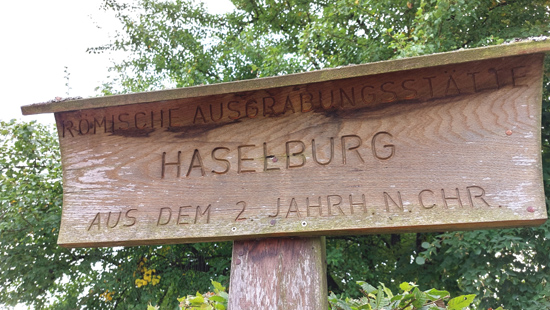 RÖMISCHE AUSGRABUNGSSTÄTTE
HASELBURG
AUS DEM 2. JAHRH. N. CHR.